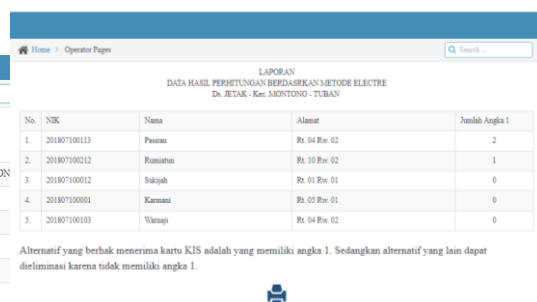 Home > Operator Pages
Search ...
LAPORAN
DATA HASIL PERHITUNGAN BERDASRKAN METODE ELECTRE
Ds. JETAK - Kec. MONTONG - TUBAN
No. NIK Nama Alamat Jumlah Angka 1
1. 201807100113 Pasiran Rt. 04 Rw. 02 2
2. 201807100212 Rumiatun Rt. 10 Rw. 02 1
3. 201807100012 Sukijah Rt. 01 Rw. 01 0
4. 201807100001 Karmani Rt. 05 Rw. 01 0
5. 201807100103 Warnaji Rt. 04 Rw. 02 0
ON
Alternatif yang berhak menerima kartu KIS adalah yang memiliki angka 1. Sedangkan alternatif yang lain dapat
dieliminasi karena tidak memiliki angka 1.